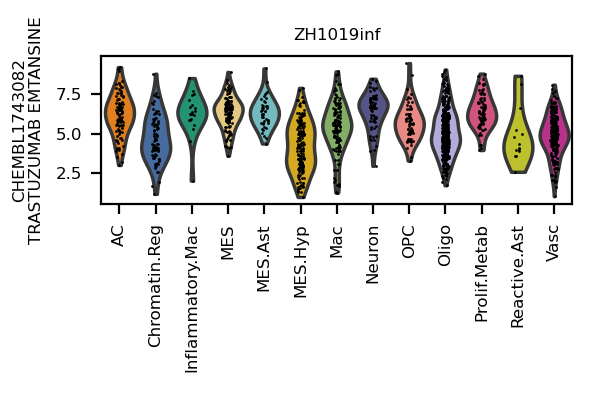 ZH1019inf
CHEMBL1743082
TRASTUZUMAB EMTANSINE
7.5
5.0
2.5
AC
Chromatin.Reg
Inflammatory.Mac
MES
MES.Ast
MES.Hyp
Mac
Neuron
OPC
Oligo
Prolif.Metab
Reactive.Ast
Vasc